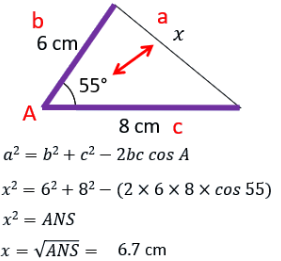 b
a
6 cm
x
55°
A
8 cm c
a² = b² + c² − 2bc cos A
x² = 6² + 8² − (2 × 6 × 8 × cos 55)
x² = ANS
x = √ANS = 6.7 cm